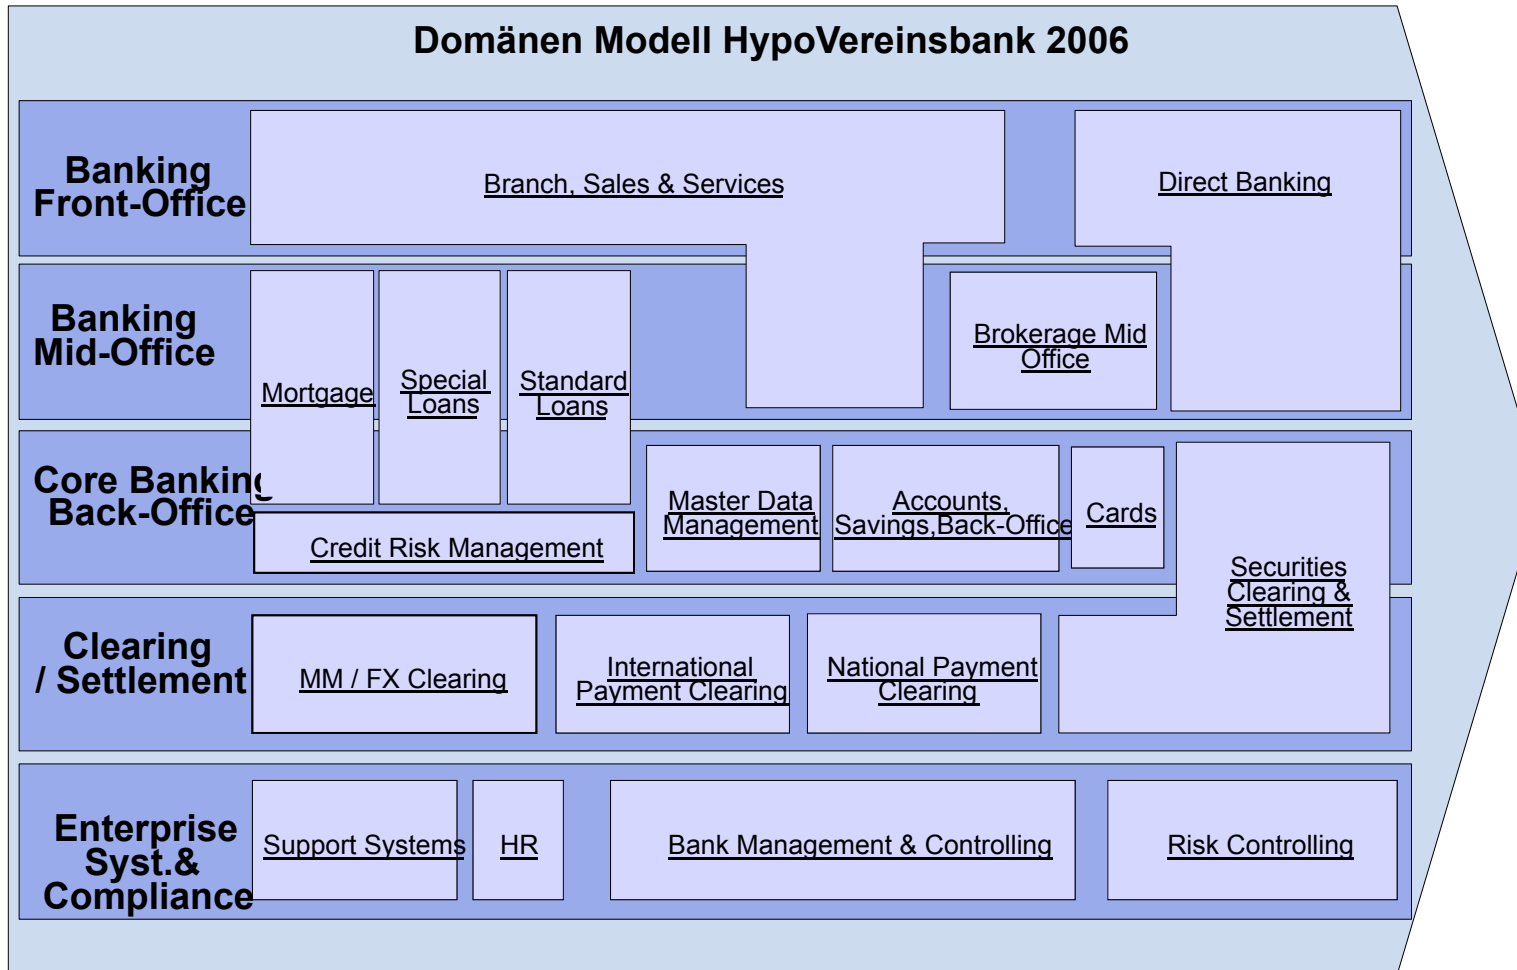 Domänen Modell HypoVereinsbank 2006
Banking
Front-Office
Branch, Sales & Services
Direct Banking
Banking
Mid-Office
Mortgage
Special
Loans
Standard
Loans
Brokerage Mid
Office
Core Banking
Back-Office
Credit Risk Management
Master Data
Management
Accounts,
Savings,Back-Office
Cards
Securities
Clearing &
Settlement
Clearing
/ Settlement
MM / FX Clearing
International
Payment Clearing
National Payment
Clearing
Enterprise
Syst.&
Compliance
Support Systems
HR
Bank Management & Controlling
Risk Controlling